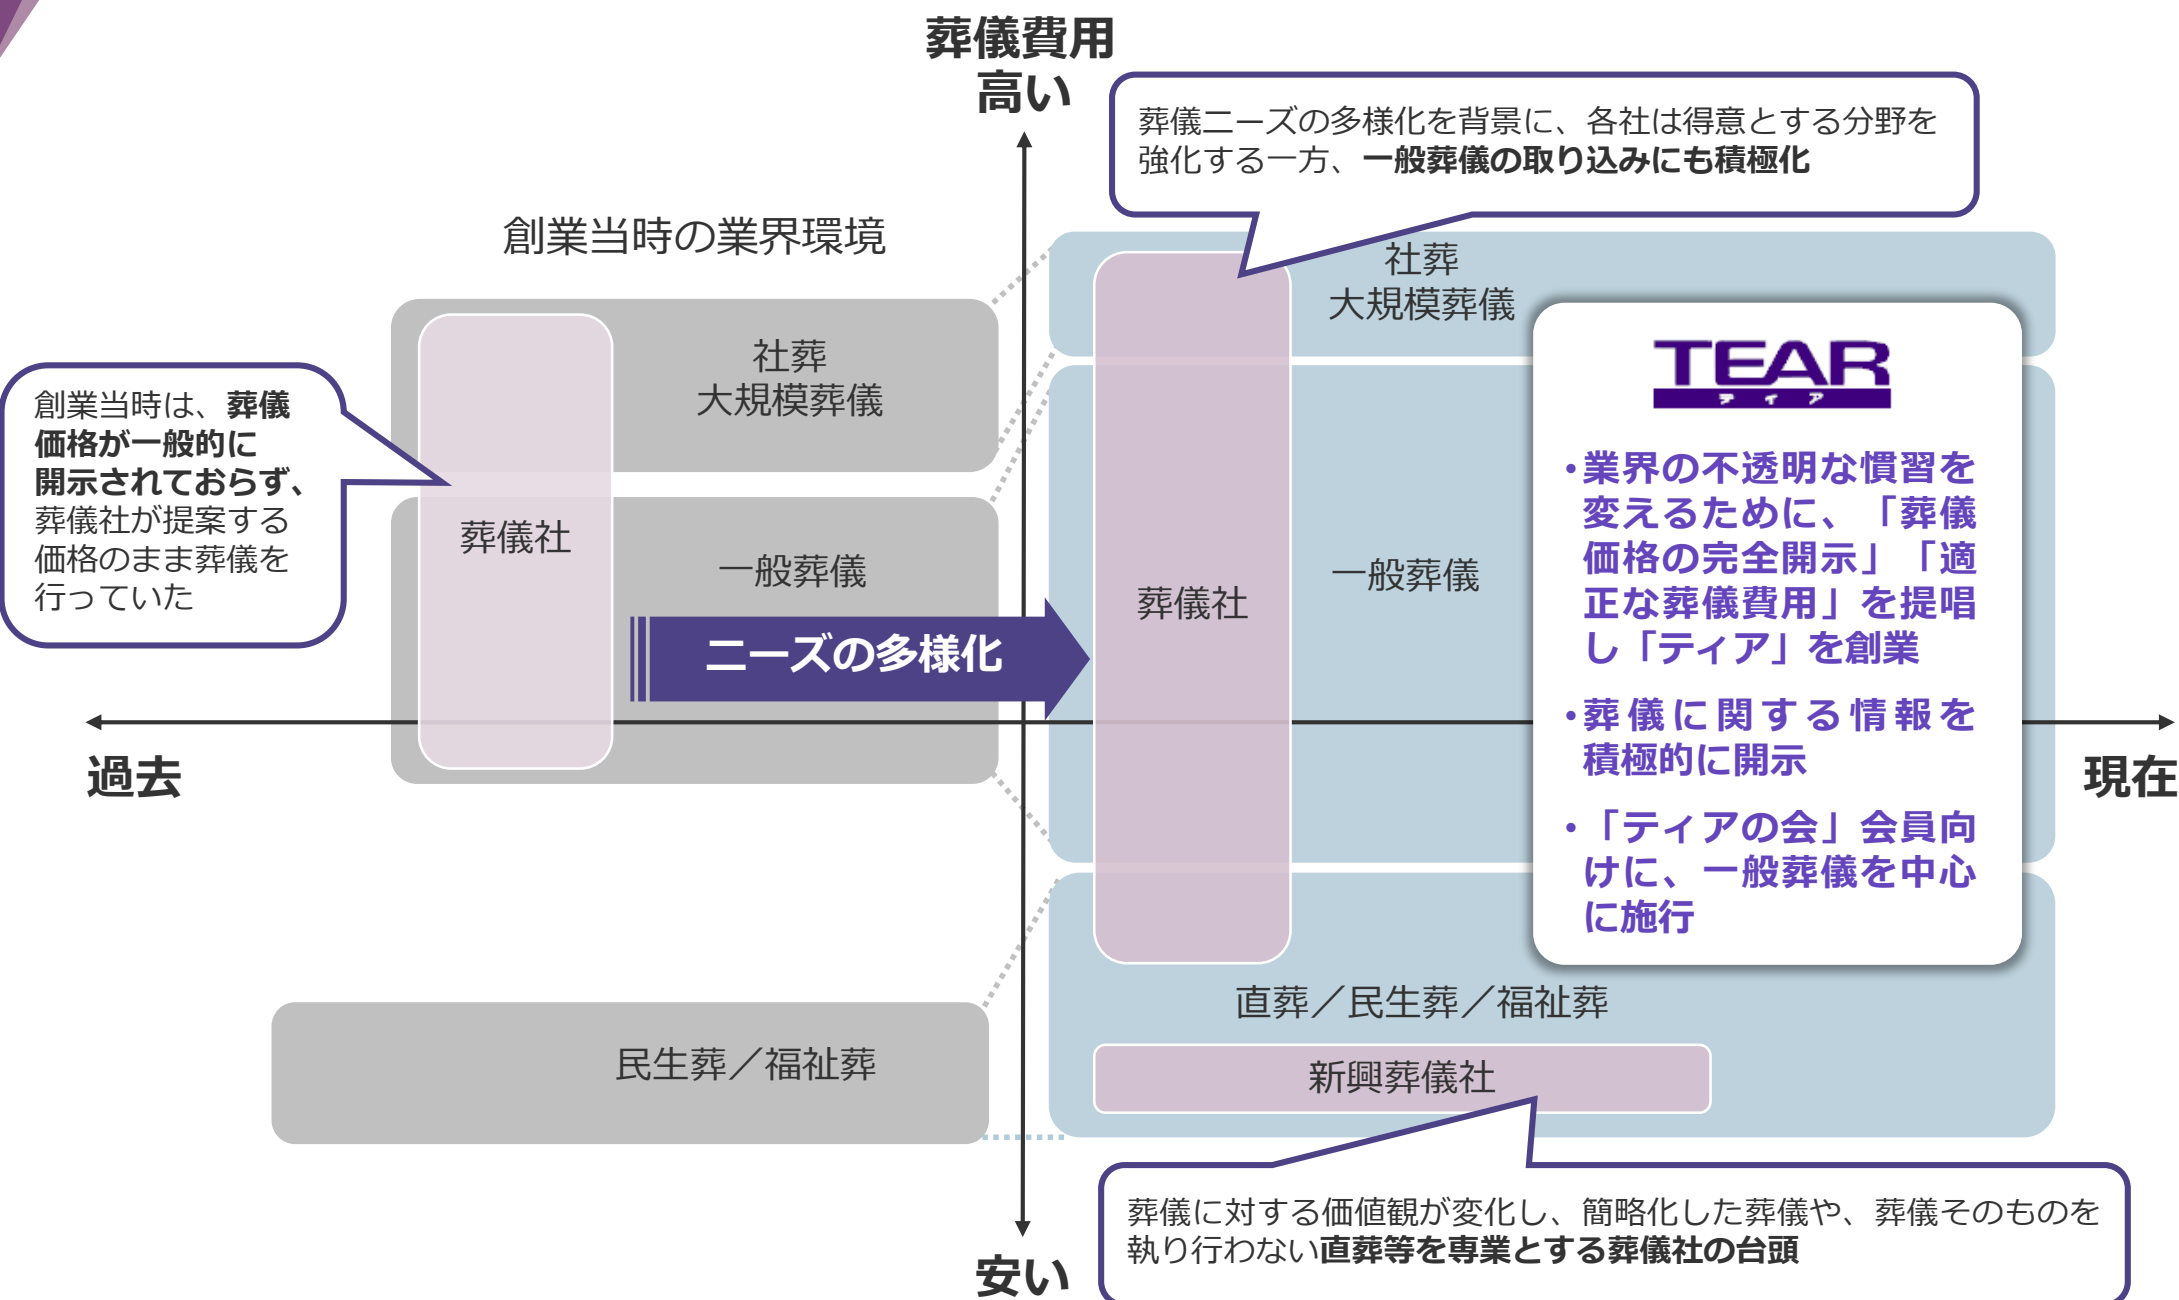 葬儀費用
高い
葬儀ニーズの多様化を背景に、各社は得意とする分野を
強化する一方、一般葬儀の取り込みにも積極化
創業当時の業界環境
社葬
大規模葬儀
社葬
大規模葬儀
創業当時は、葬儀
価格が一般的に
開示されておらず、
葬儀社が提案する
価格のまま葬儀を
行っていた
葬儀社
一般葬儀
ニーズの多様化
葬儀社
一般葬儀
TEAR
ティア
・業界の不透明な慣習を
変えるために、「葬儀
価格の完全開示」「適
正な葬儀費用」を提唱
し「ティア」を創業
・葬儀に関する情報を
積極的に開示
・「ティアの会」会員向
けに、一般葬儀を中心
に施行
過去
現在
民生葬／福祉葬
直葬／民生葬／福祉葬
新興葬儀社
葬儀に対する価値観が変化し、簡略化した葬儀や、葬儀そのものを
執り行わない直葬等を専業とする葬儀社の台頭
安い